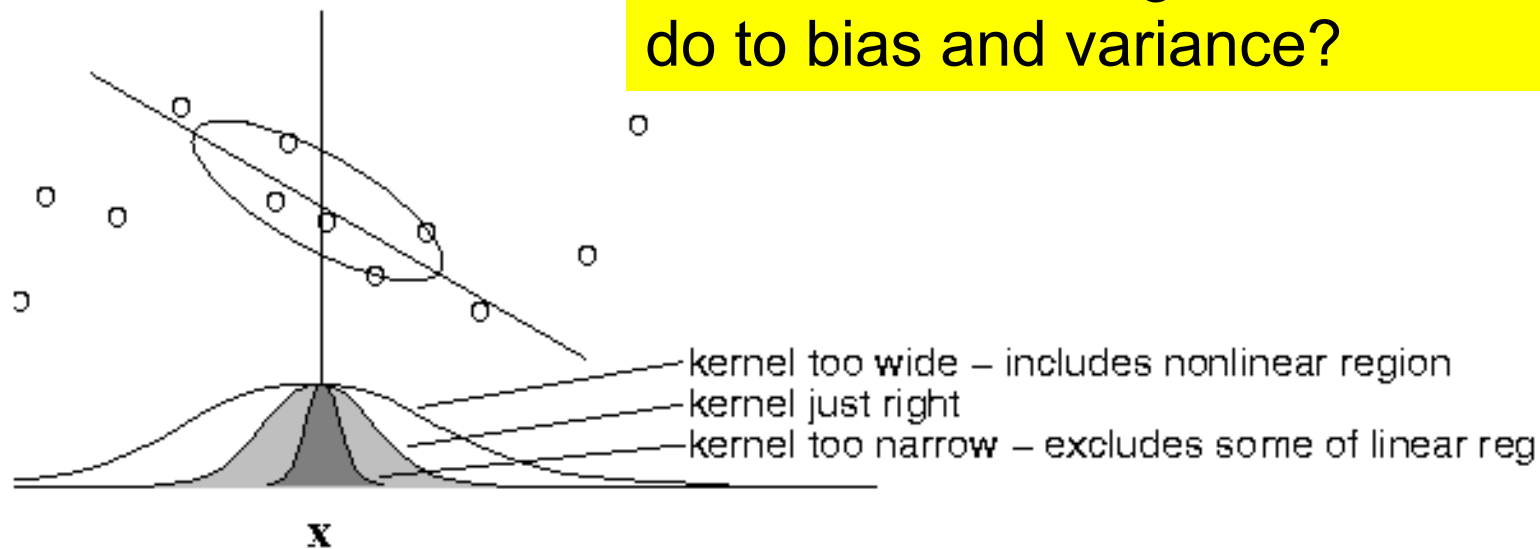 do to bias and variance?
kernel too wide – includes nonlinear region
kernel just right
kernel too narrow – excludes some of linear reg
x